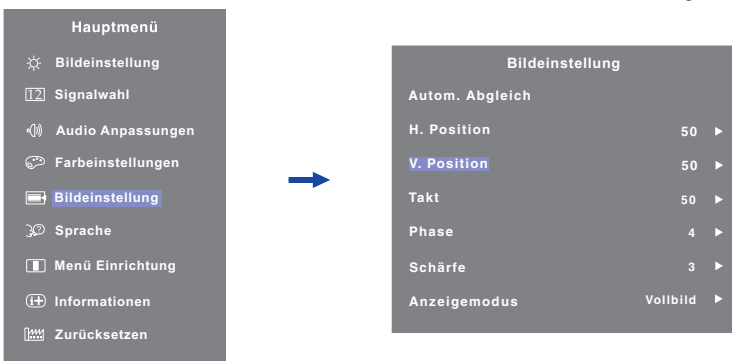 Hauptmenü
Bildeinstellung
12 Signalwahl
Audio Anpassungen
Farbeinstellungen
Bildeinstellung
Sprache
Menü Einrichtung
Informationen
Zurücksetzen
Bildeinstellung
Autom. Abgleich
H. Position 50
V. Position 50
Takt 50
Phase 4
Schärfe 3
Anzeigemodus Vollbild